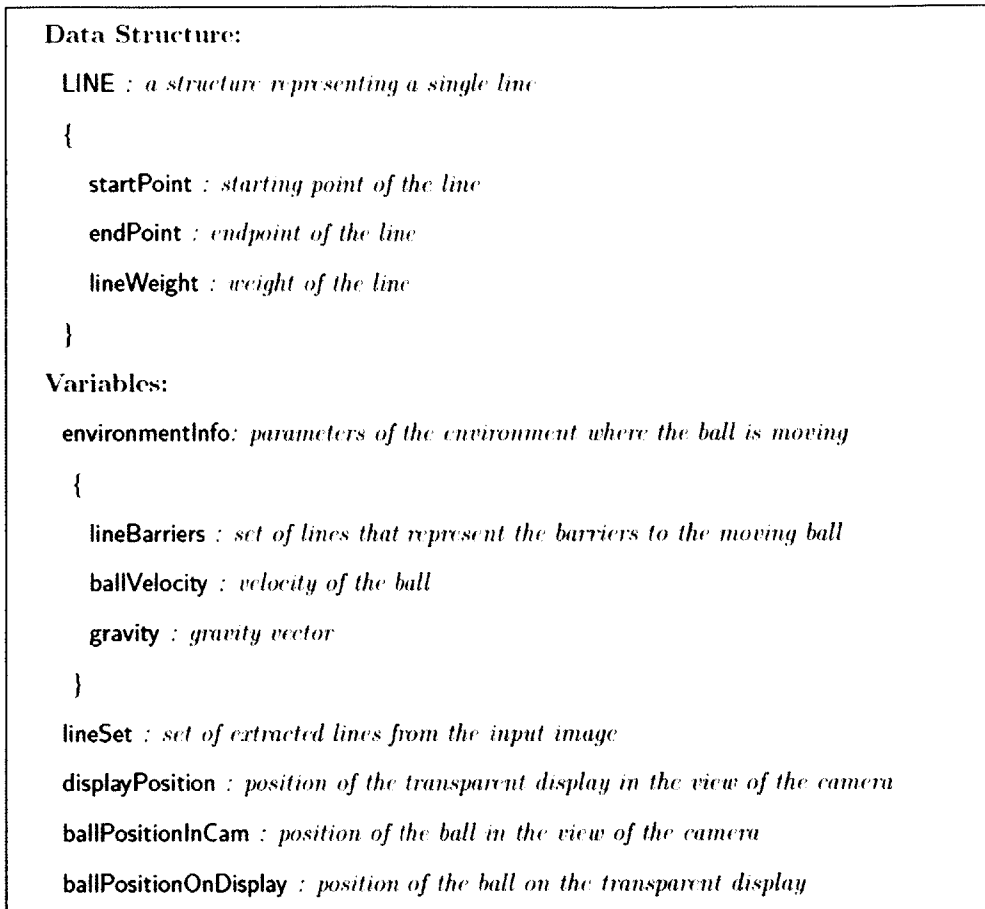 Data Structure:
LINE : a structure representing a single line
{
startPoint : starting point of the line
endPoint : endpoint of the line
lineWeight : weight of the line
}
Variables:
environmentInfo: parameters of the environment where the ball is moving
{
lineBarriers : set of lines that represent the barriers to the moving ball
ballVelocity : velocity of the ball
gravity : gravity vector
}
lineSet : set of extracted lines from the input image
displayPosition : position of the transparent display in the view of the camera
ballPositionInCam : position of the ball in the view of the camera
ballPositionOnDisplay : position of the ball on the transparent display